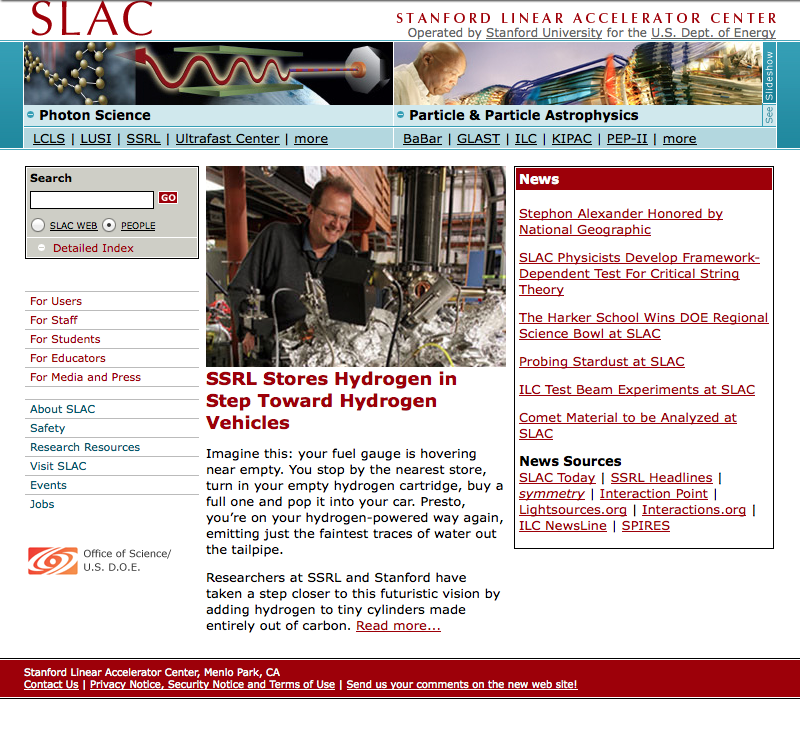 SLAC
STANFORD LINEAR ACCELERATOR CENTER
Operated by Stanford University for the U.S. Dept. of Energy
See Slideshow
Photon Science
LCLS | LUSI | SSRL | Ultrafast Center | more
Particle & Particle Astrophysics
BaBar | GLAST | ILC | KIPAC | PEP-II | more
Search
GO
SLAC WEB PEOPLE
Detailed Index
For Users
For Staff
For Students
For Educators
For Media and Press
About SLAC
Safety
Research Resources
Visit SLAC
Events
Jobs
Office of Science/
U.S. D.O.E.
SSRL Stores Hydrogen in
Step Toward Hydrogen
Vehicles
Imagine this: your fuel gauge is hovering
near empty. You stop by the nearest store,
turn in your empty hydrogen cartridge, buy a
full one and pop it into your car. Presto,
you're on your hydrogen-powered way again,
emitting just the faintest traces of water out
the tailpipe.
Researchers at SSRL and Stanford have
taken a step closer to this futuristic vision by
adding hydrogen to tiny cylinders made
entirely out of carbon. Read more...
News
Stephon Alexander Honored by
National Geographic
SLAC Physicists Develop Framework-
Dependent Test For Critical String
Theory
The Harker School Wins DOE Regional
Science Bowl at SLAC
Probing Stardust at SLAC
ILC Test Beam Experiments at SLAC
Comet Material to be Analyzed at
SLAC
News Sources
SLAC Today | SSRL Headlines |
symmetry | Interaction Point |
Lightsources.org | Interactions.org |
ILC NewsLine | SPIRES
Stanford Linear Accelerator Center, Menlo Park, CA
Contact Us | Privacy Notice, Security Notice and Terms of Use | Send us your comments on the new web site!